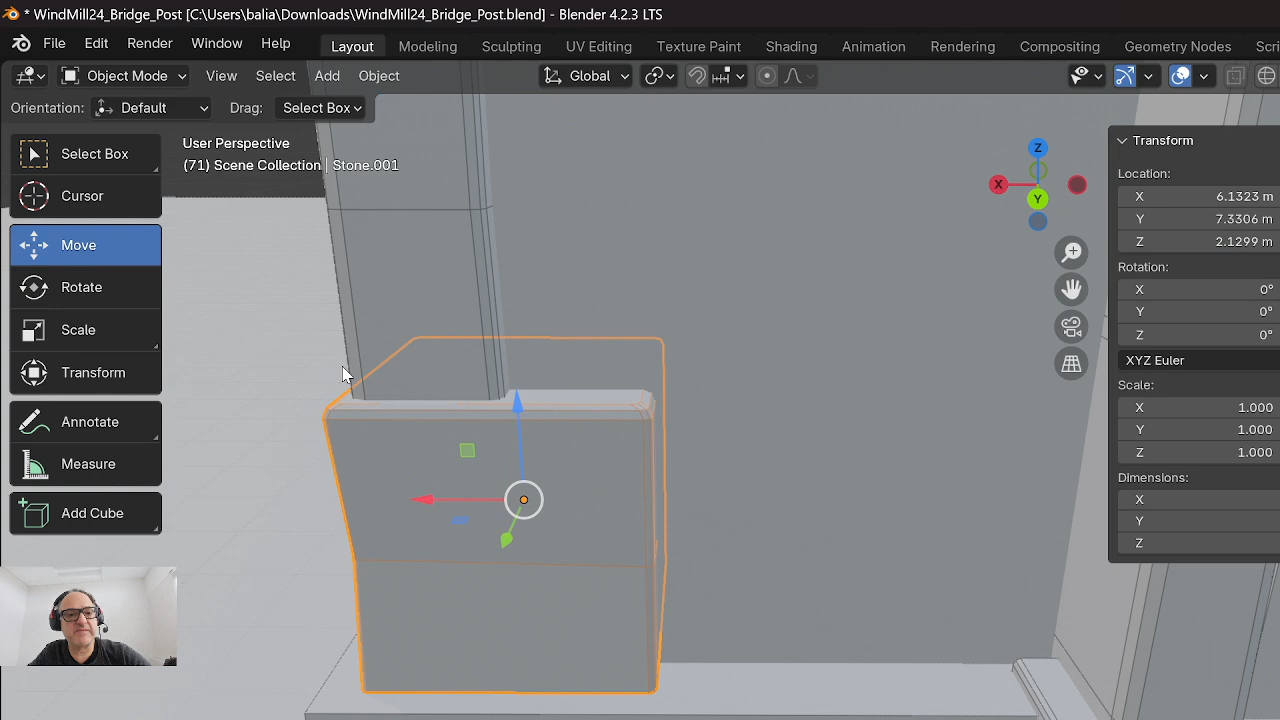 * WindMill24_Bridge_Post [C:\Users\balia\Downloads\WindMill24_Bridge_Post.blend] - Blender 4.2.3 LTS
File Edit Render Window Help Layout Modeling Sculpting UV Editing Texture Paint Shading Animation Rendering Compositing Geometry Nodes Scri
Object Mode View Select Add Object Global
Orientation: Default Drag: Select Box
User Perspective
(71) Scene Collection | Stone.001
Select Box
Cursor
Move
Rotate
Scale
Transform
Annotate
Measure
Add Cube
Z
X
Y
Transform
Location:
X 6.1323 m
Y 7.3306 m
Z 2.1299 m
Rotation:
X 0°
Y 0°
Z 0°
XYZ Euler
Scale:
X 1.000
Y 1.000
Z 1.000
Dimensions:
X
Y
Z